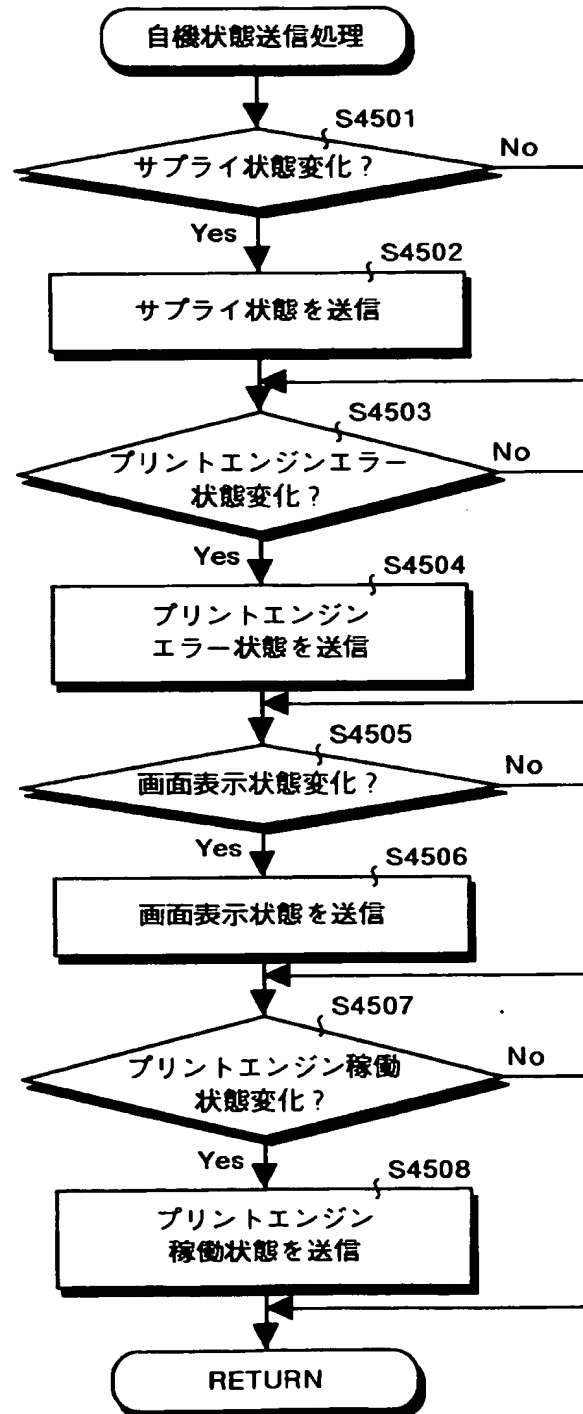 自機状態送信処理
S4501
サプライ状態変化？
No
Yes
S4502
サプライ状態を送信
S4503
プリントエンジンエラー
状態変化？
No
Yes
S4504
プリントエンジン
エラー状態を送信
S4505
画面表示状態変化？
No
Yes
S4506
画面表示状態を送信
S4507
プリントエンジン稼働
状態変化？
No
Yes
S4508
プリントエンジン
稼働状態を送信
RETURN